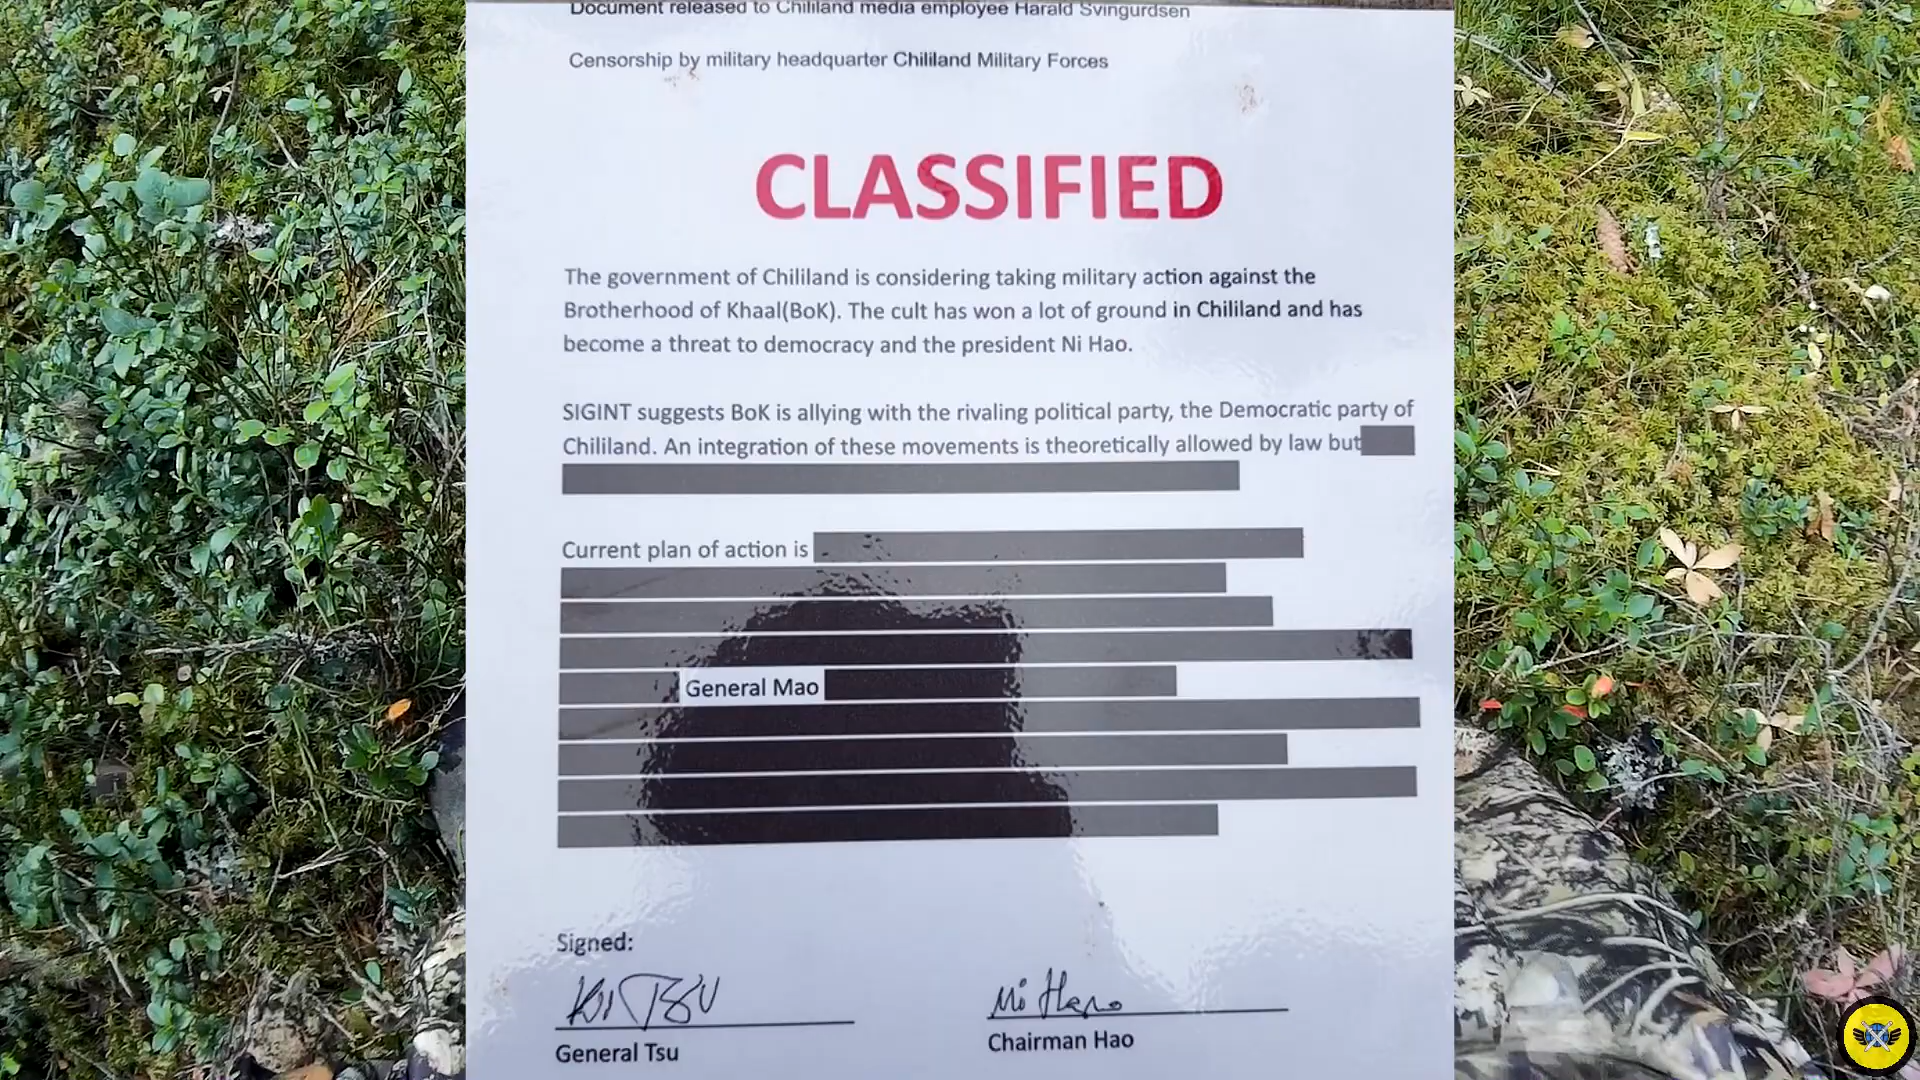 Document released to Chililand media employee Harald Svingurdsen
Censorship by military headquarter Chililand Military Forces
CLASSIFIED
The government of Chililand is considering taking military action against the
Brotherhood of Khaal(BoK). The cult has won a lot of ground in Chililand and has
become a threat to democracy and the president Ni Hao.
SIGINT suggests BoK is allying with the rivaling political party, the Democratic party of
Chililand. An integration of these movements is theoretically allowed by law but
Current plan of action is
General Mao
Signed:
Ni Hao
General Tsu
Chairman Hao